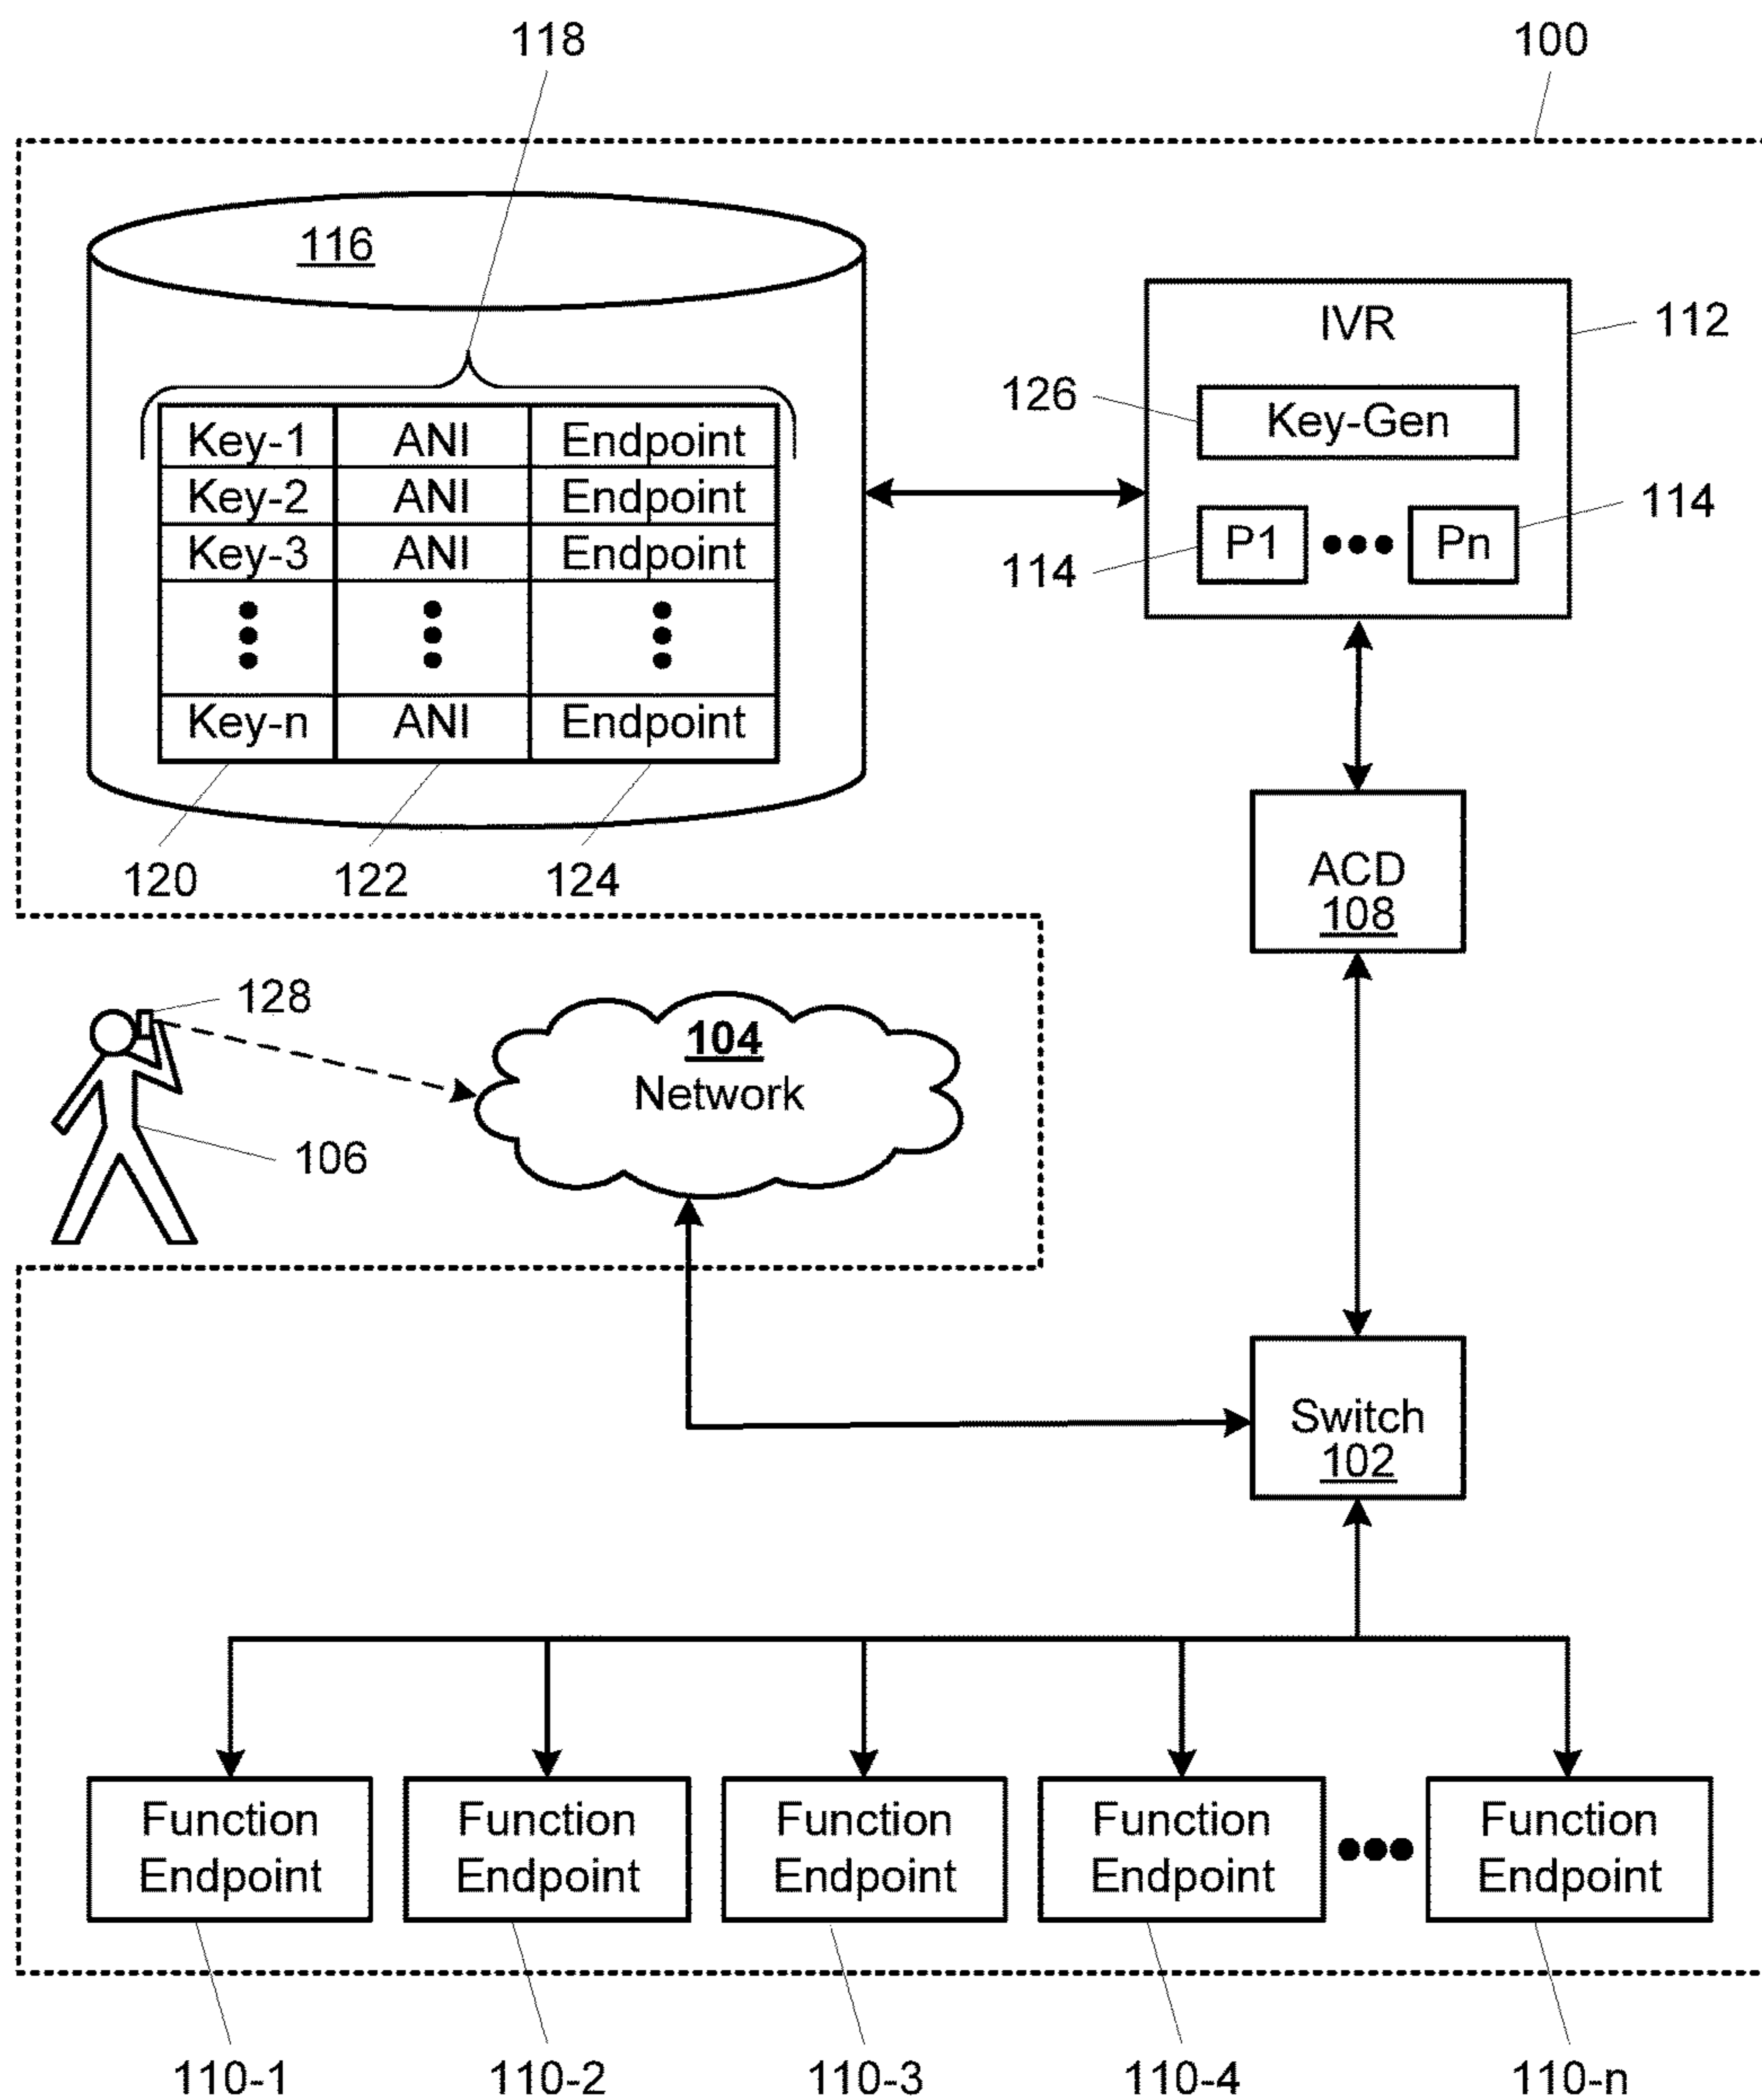 118
100
116
IVR
112
126
Key-Gen
Key-1 ANI Endpoint
Key-2 ANI Endpoint
Key-3 ANI Endpoint
Key-n ANI Endpoint
P1
Pn
114
114
120
122
124
ACD
108
128
104
Network
106
Switch
102
Function
Endpoint
Function
Endpoint
Function
Endpoint
Function
Endpoint
Function
Endpoint
110-1
110-2
110-3
110-4
110-n